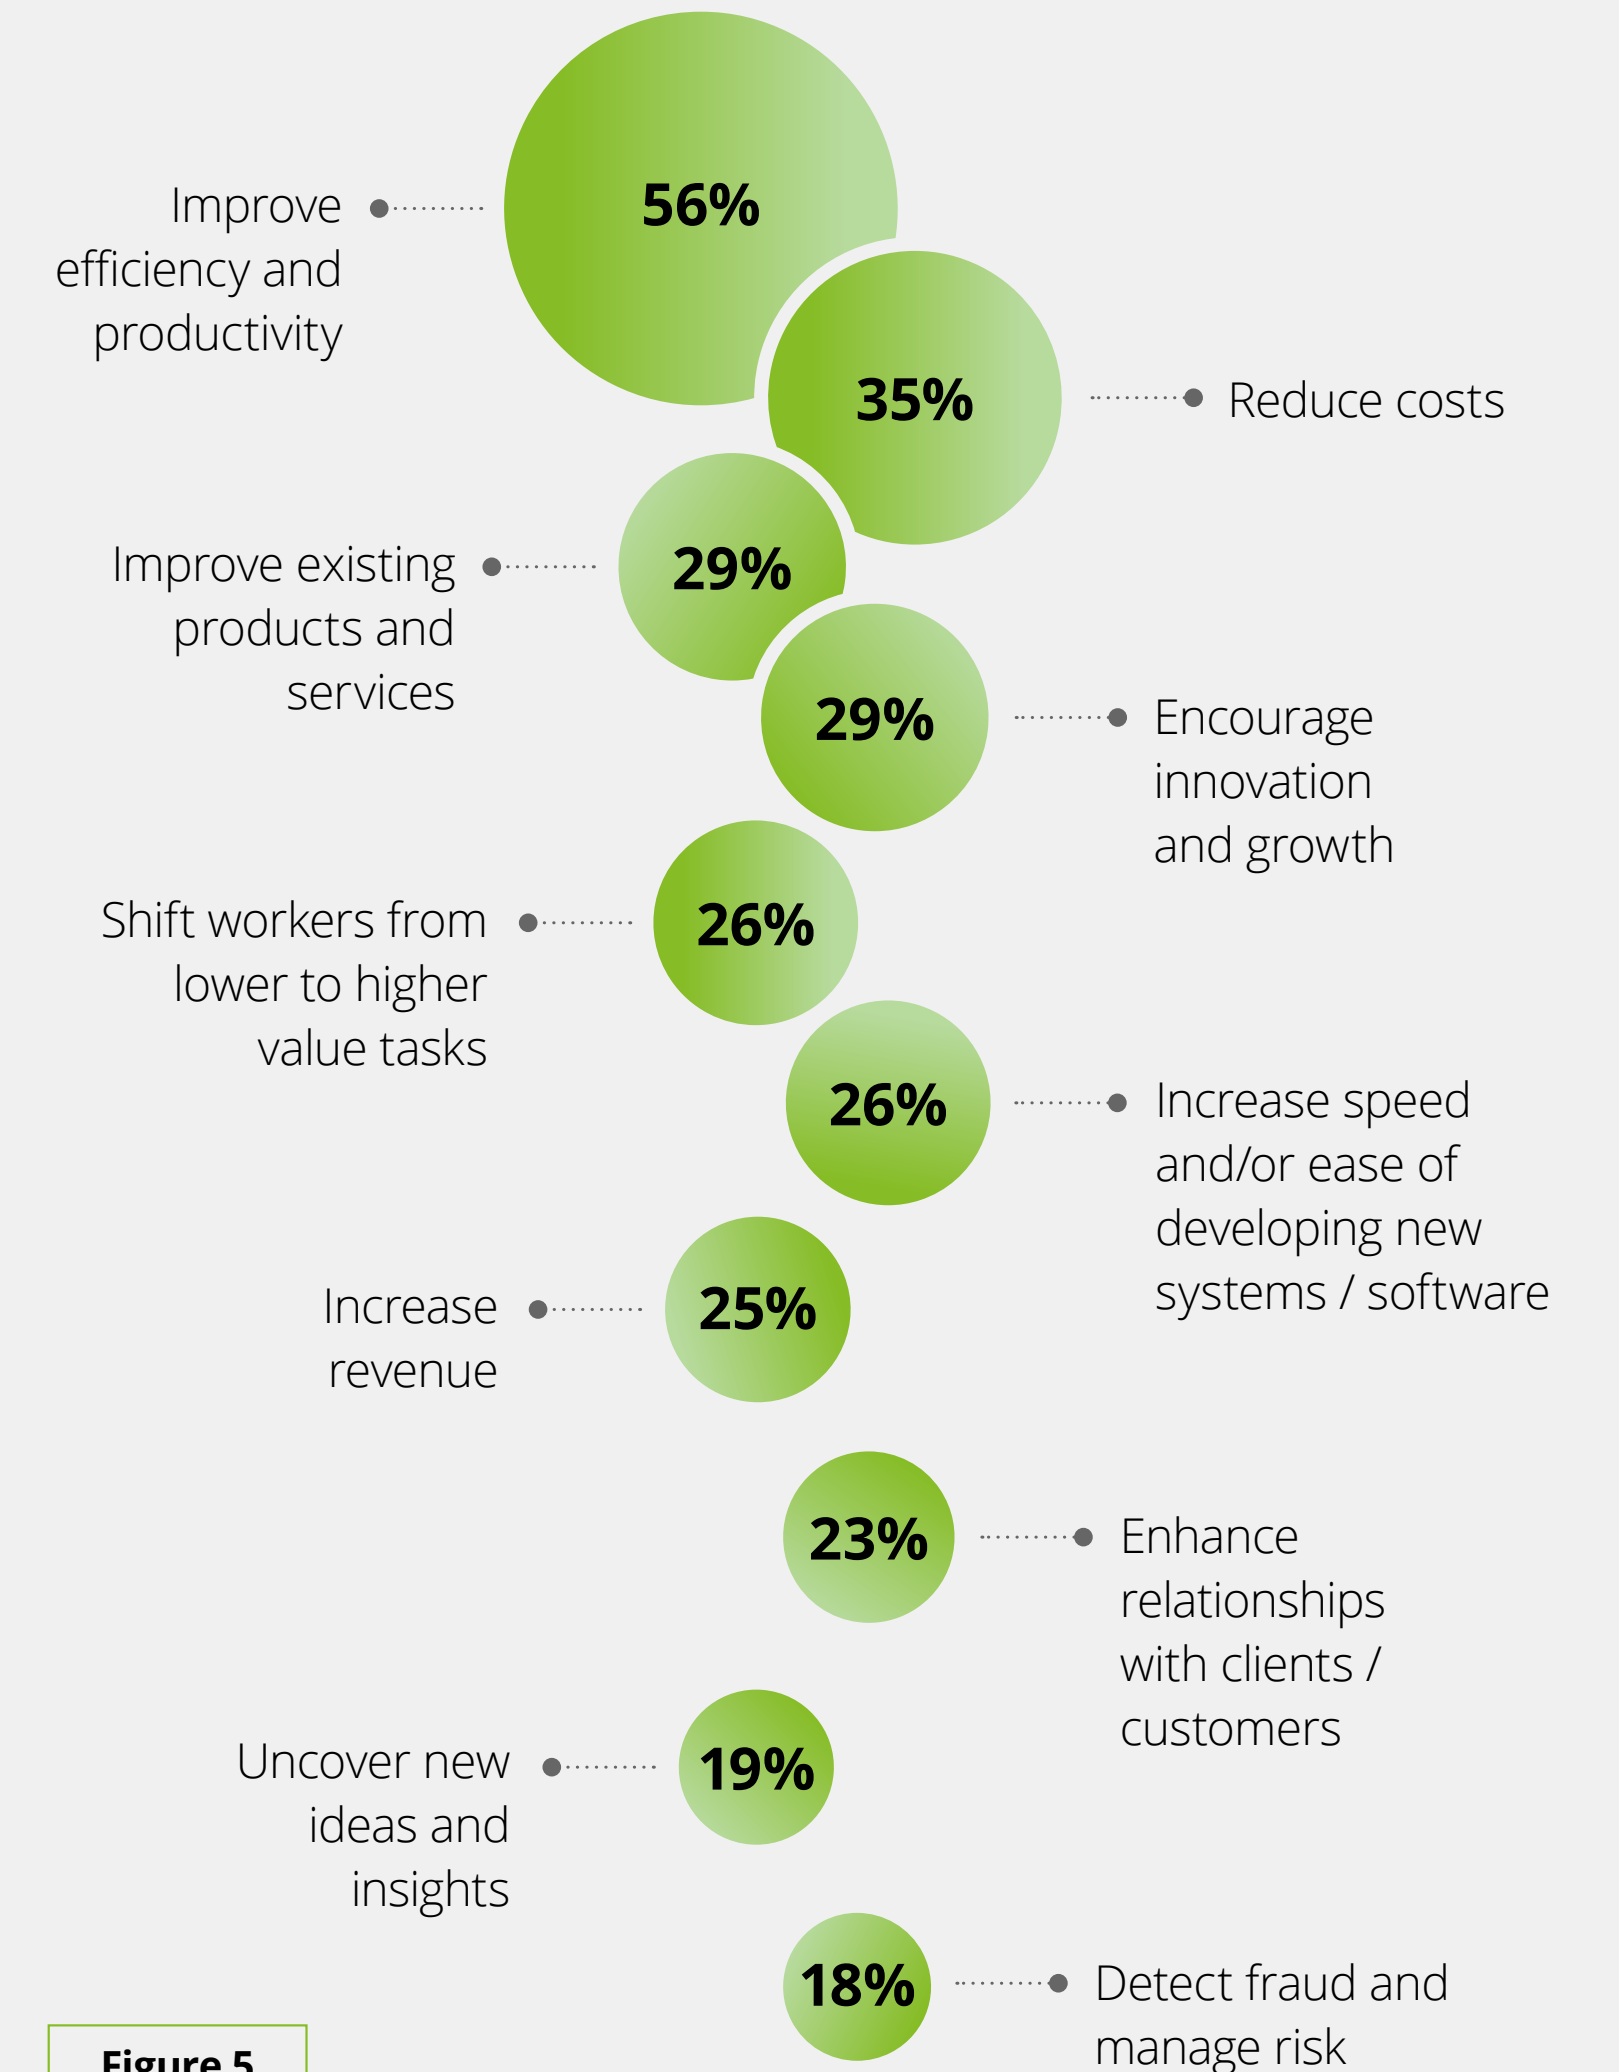 56%
Improve
efficiency and
productivity
35%
Reduce costs
29%
Improve existing
products and
services
29%
Encourage
innovation
and growth
26%
Shift workers from
lower to higher
value tasks
26%
Increase speed
and/or ease of
developing new
systems / software
25%
Increase
revenue
23%
Enhance
relationships
with clients /
customers
19%
Uncover new
ideas and
insights
18%
Detect fraud and
manage risk
Figure 5